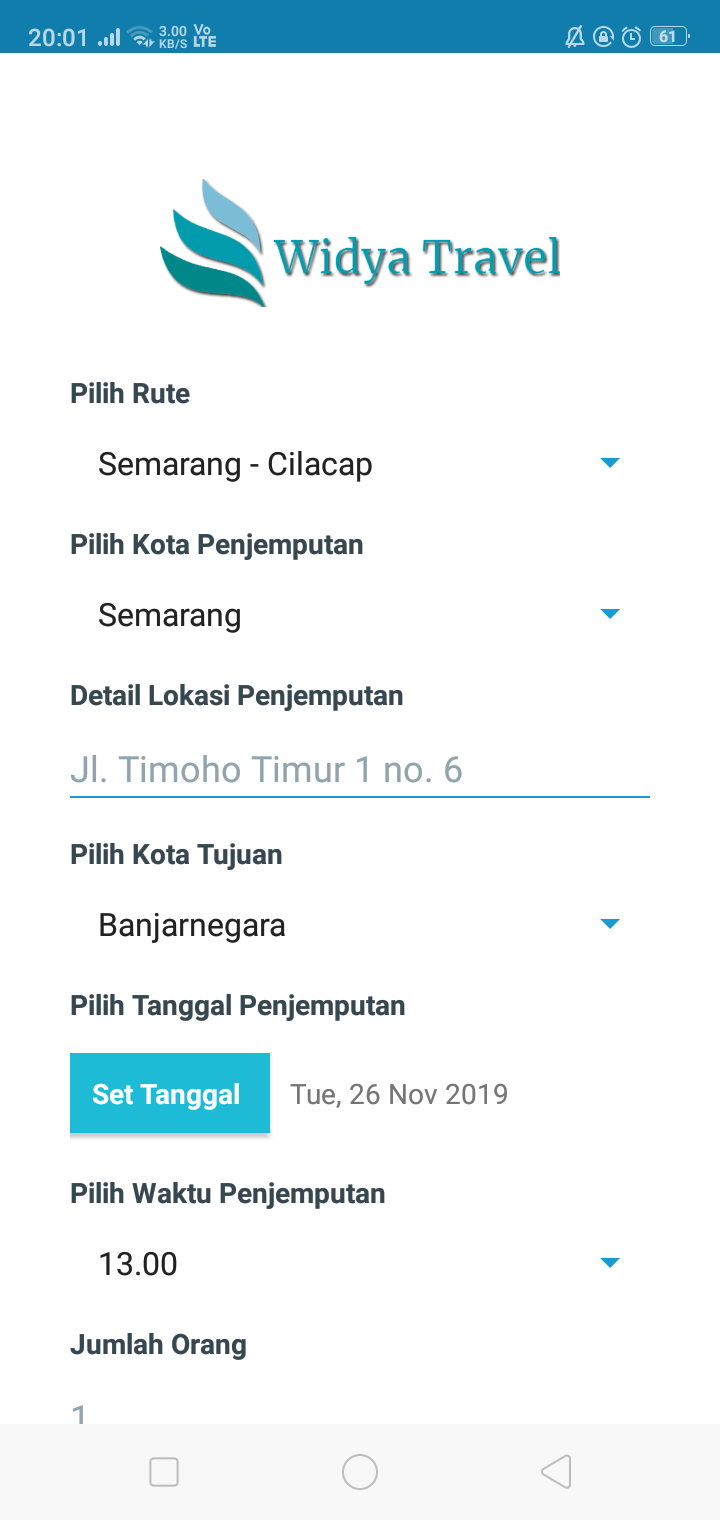 20:01 3.00 KB/S Vo LTE 61
Widya Travel
Pilih Rute
Semarang - Cilacap
Pilih Kota Penjemputan
Semarang
Detail Lokasi Penjemputan
Jl. Timoho Timur 1 no. 6
Pilih Kota Tujuan
Banjarnegara
Pilih Tanggal Penjemputan
Set Tanggal Tue, 26 Nov 2019
Pilih Waktu Penjemputan
13.00
Jumlah Orang
1